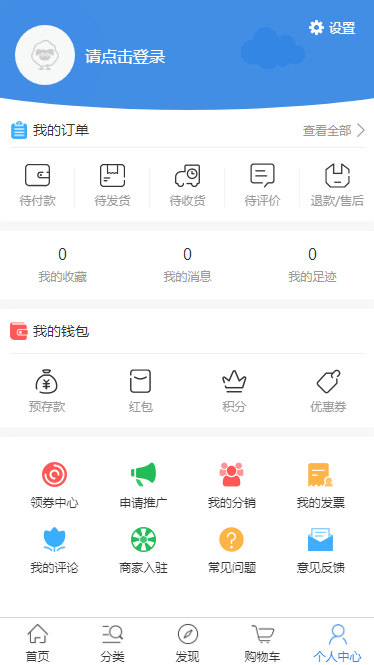 设置
请点击登录
我的订单
查看全部
待付款 待发货 待收货 待评价 退款/售后
0 0 0
我的收藏 我的消息 我的足迹
我的钱包
预存款 红包 积分 优惠券
领券中心 申请推广 我的分销 我的发票
我的评论 商家入驻 常见问题 意见反馈
首页 分类 发现 购物车 个人中心